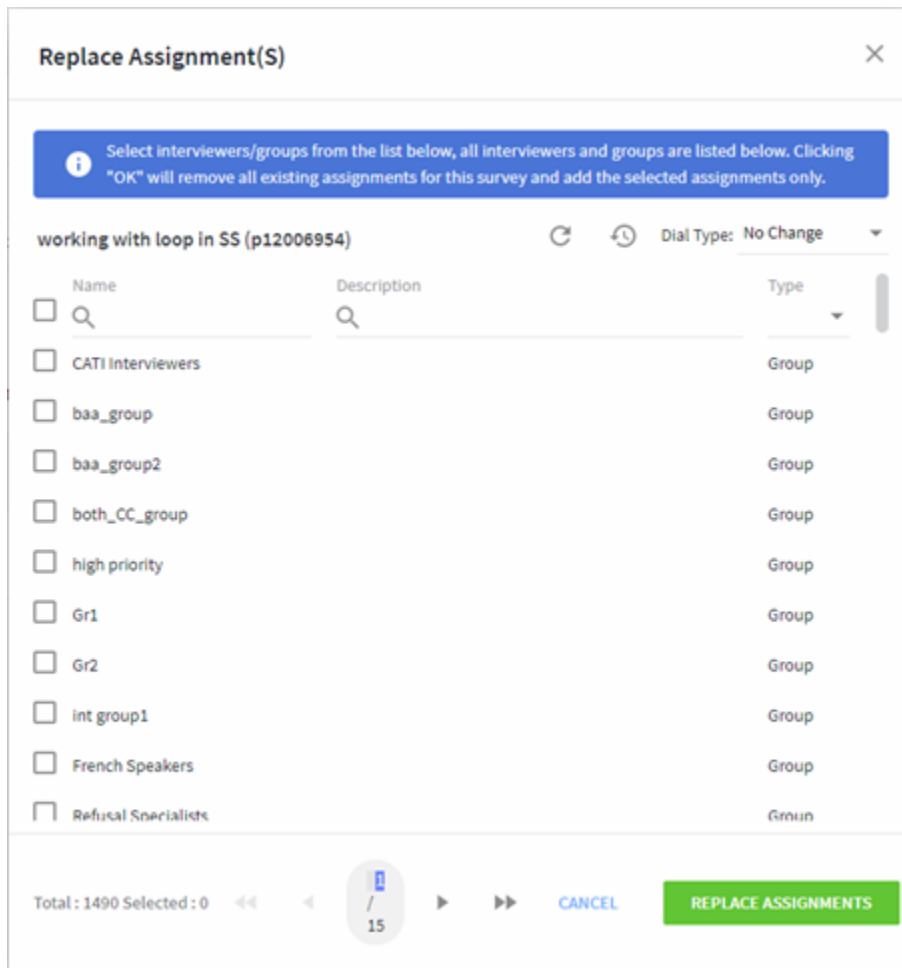 Replace Assignment(S)
Select interviewers/groups from the list below, all interviewers and groups are listed below. Clicking
"OK" will remove all existing assignments for this survey and add the selected assignments only.
working with loop in SS (p12006954)
Dial Type: No Change
Name Description Type
CATI Interviewers Group
baa_group Group
baa_group2 Group
both_CC_group Group
high priority Group
Gr1 Group
Gr2 Group
int group1 Group
French Speakers Group
Refusal Specialists Group
Total : 1490 Selected : 0
1
/
15
CANCEL
REPLACE ASSIGNMENTS